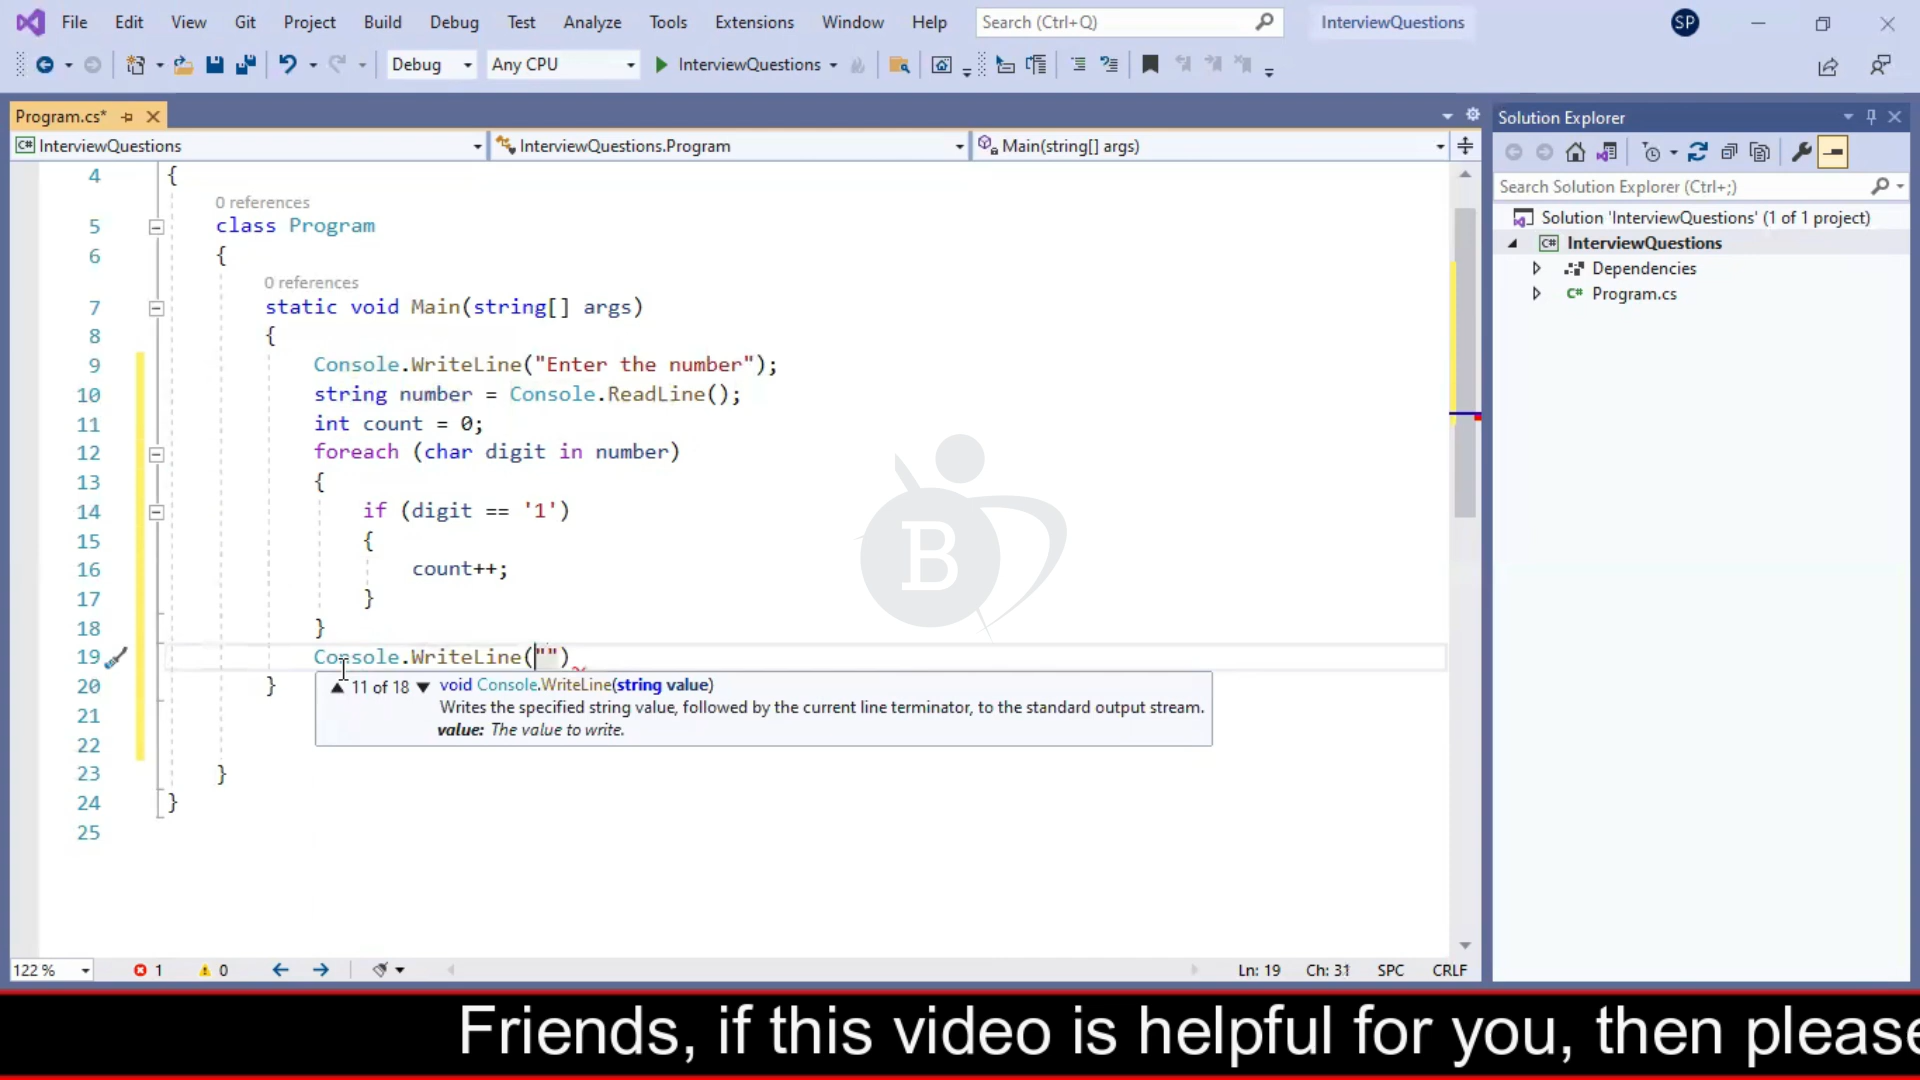 File Edit View Git Project Build Debug Test Analyze Tools Extensions Window Help Search (Ctrl+Q) InterviewQuestions SP
Debug Any CPU InterviewQuestions
Program.cs*
InterviewQuestions InterviewQuestions.Program Main(string[] args)
4 {
0 references
5 class Program
6 {
0 references
7 static void Main(string[] args)
8 {
9 Console.WriteLine("Enter the number");
10 string number = Console.ReadLine();
11 int count = 0;
12 foreach (char digit in number)
13 {
14 if (digit == '1')
15 {
16 count++;
17 }
18 }
19 Console.WriteLine("")
20 }
11 of 18 void Console.WriteLine(string value)
Writes the specified string value, followed by the current line terminator, to the standard output stream.
value: The value to write.
21
22
23 }
24 }
25
B
122 % 1 0 Ln: 19 Ch: 31 SPC CRLF
Solution Explorer
Search Solution Explorer (Ctrl+;)
Solution 'InterviewQuestions' (1 of 1 project)
C# InterviewQuestions
Dependencies
C# Program.cs
Friends, if this video is helpful for you, then please